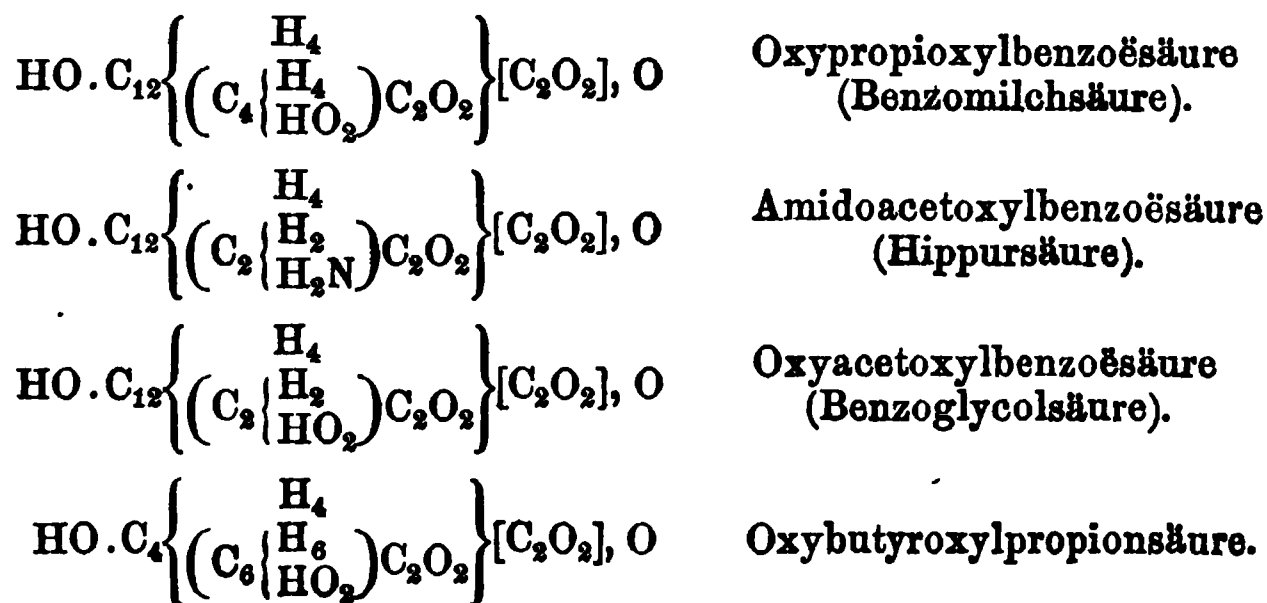 H₄
HO.C₁₂{(C₄{H₄ HO₂)C₂O₂}[C₂O₂], O Oxypropioxylbenzoësäure
(Benzomilchsäure).
H₄
HO.C₁₂{(C₂{H₂ H₂N)C₂O₂}[C₂O₂], O Amidoacetoxylbenzoësäure
(Hippursäure).
H₄
HO.C₁₂{(C₂{H₂ HO₂)C₂O₂}[C₂O₂], O Oxyacetoxylbenzoësäure
(Benzoglycolsäure).
H₄
HO.C₄{(C₆{H₆ HO₂)C₂O₂}[C₂O₂], O Oxybutyroxylpropionsäure.